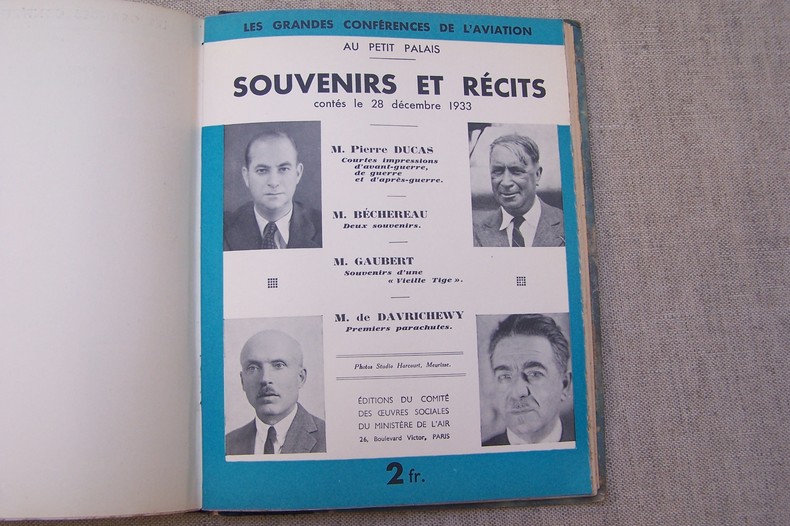 LES GRANDES CONFÉRENCES DE L'AVIATION
AU PETIT PALAIS
SOUVENIRS ET RÉCITS
contés le 28 décembre 1933
M. Pierre DUCAS
Courtes impressions
d'avant-guerre,
de guerre
et d'après-guerre.
M. BÉCHEREAU
Deux souvenirs.
M. GAUBERT
Souvenirs d'une
« Vieille Tige ».
M. de DAVRICHEWY
Premiers parachutes.
Photos Studio Harcourt, Meurisse.
ÉDITIONS DU COMITÉ
DES ŒUVRES SOCIALES
DU MINISTÈRE DE L'AIR
26, Boulevard Victor, PARIS
2 fr.